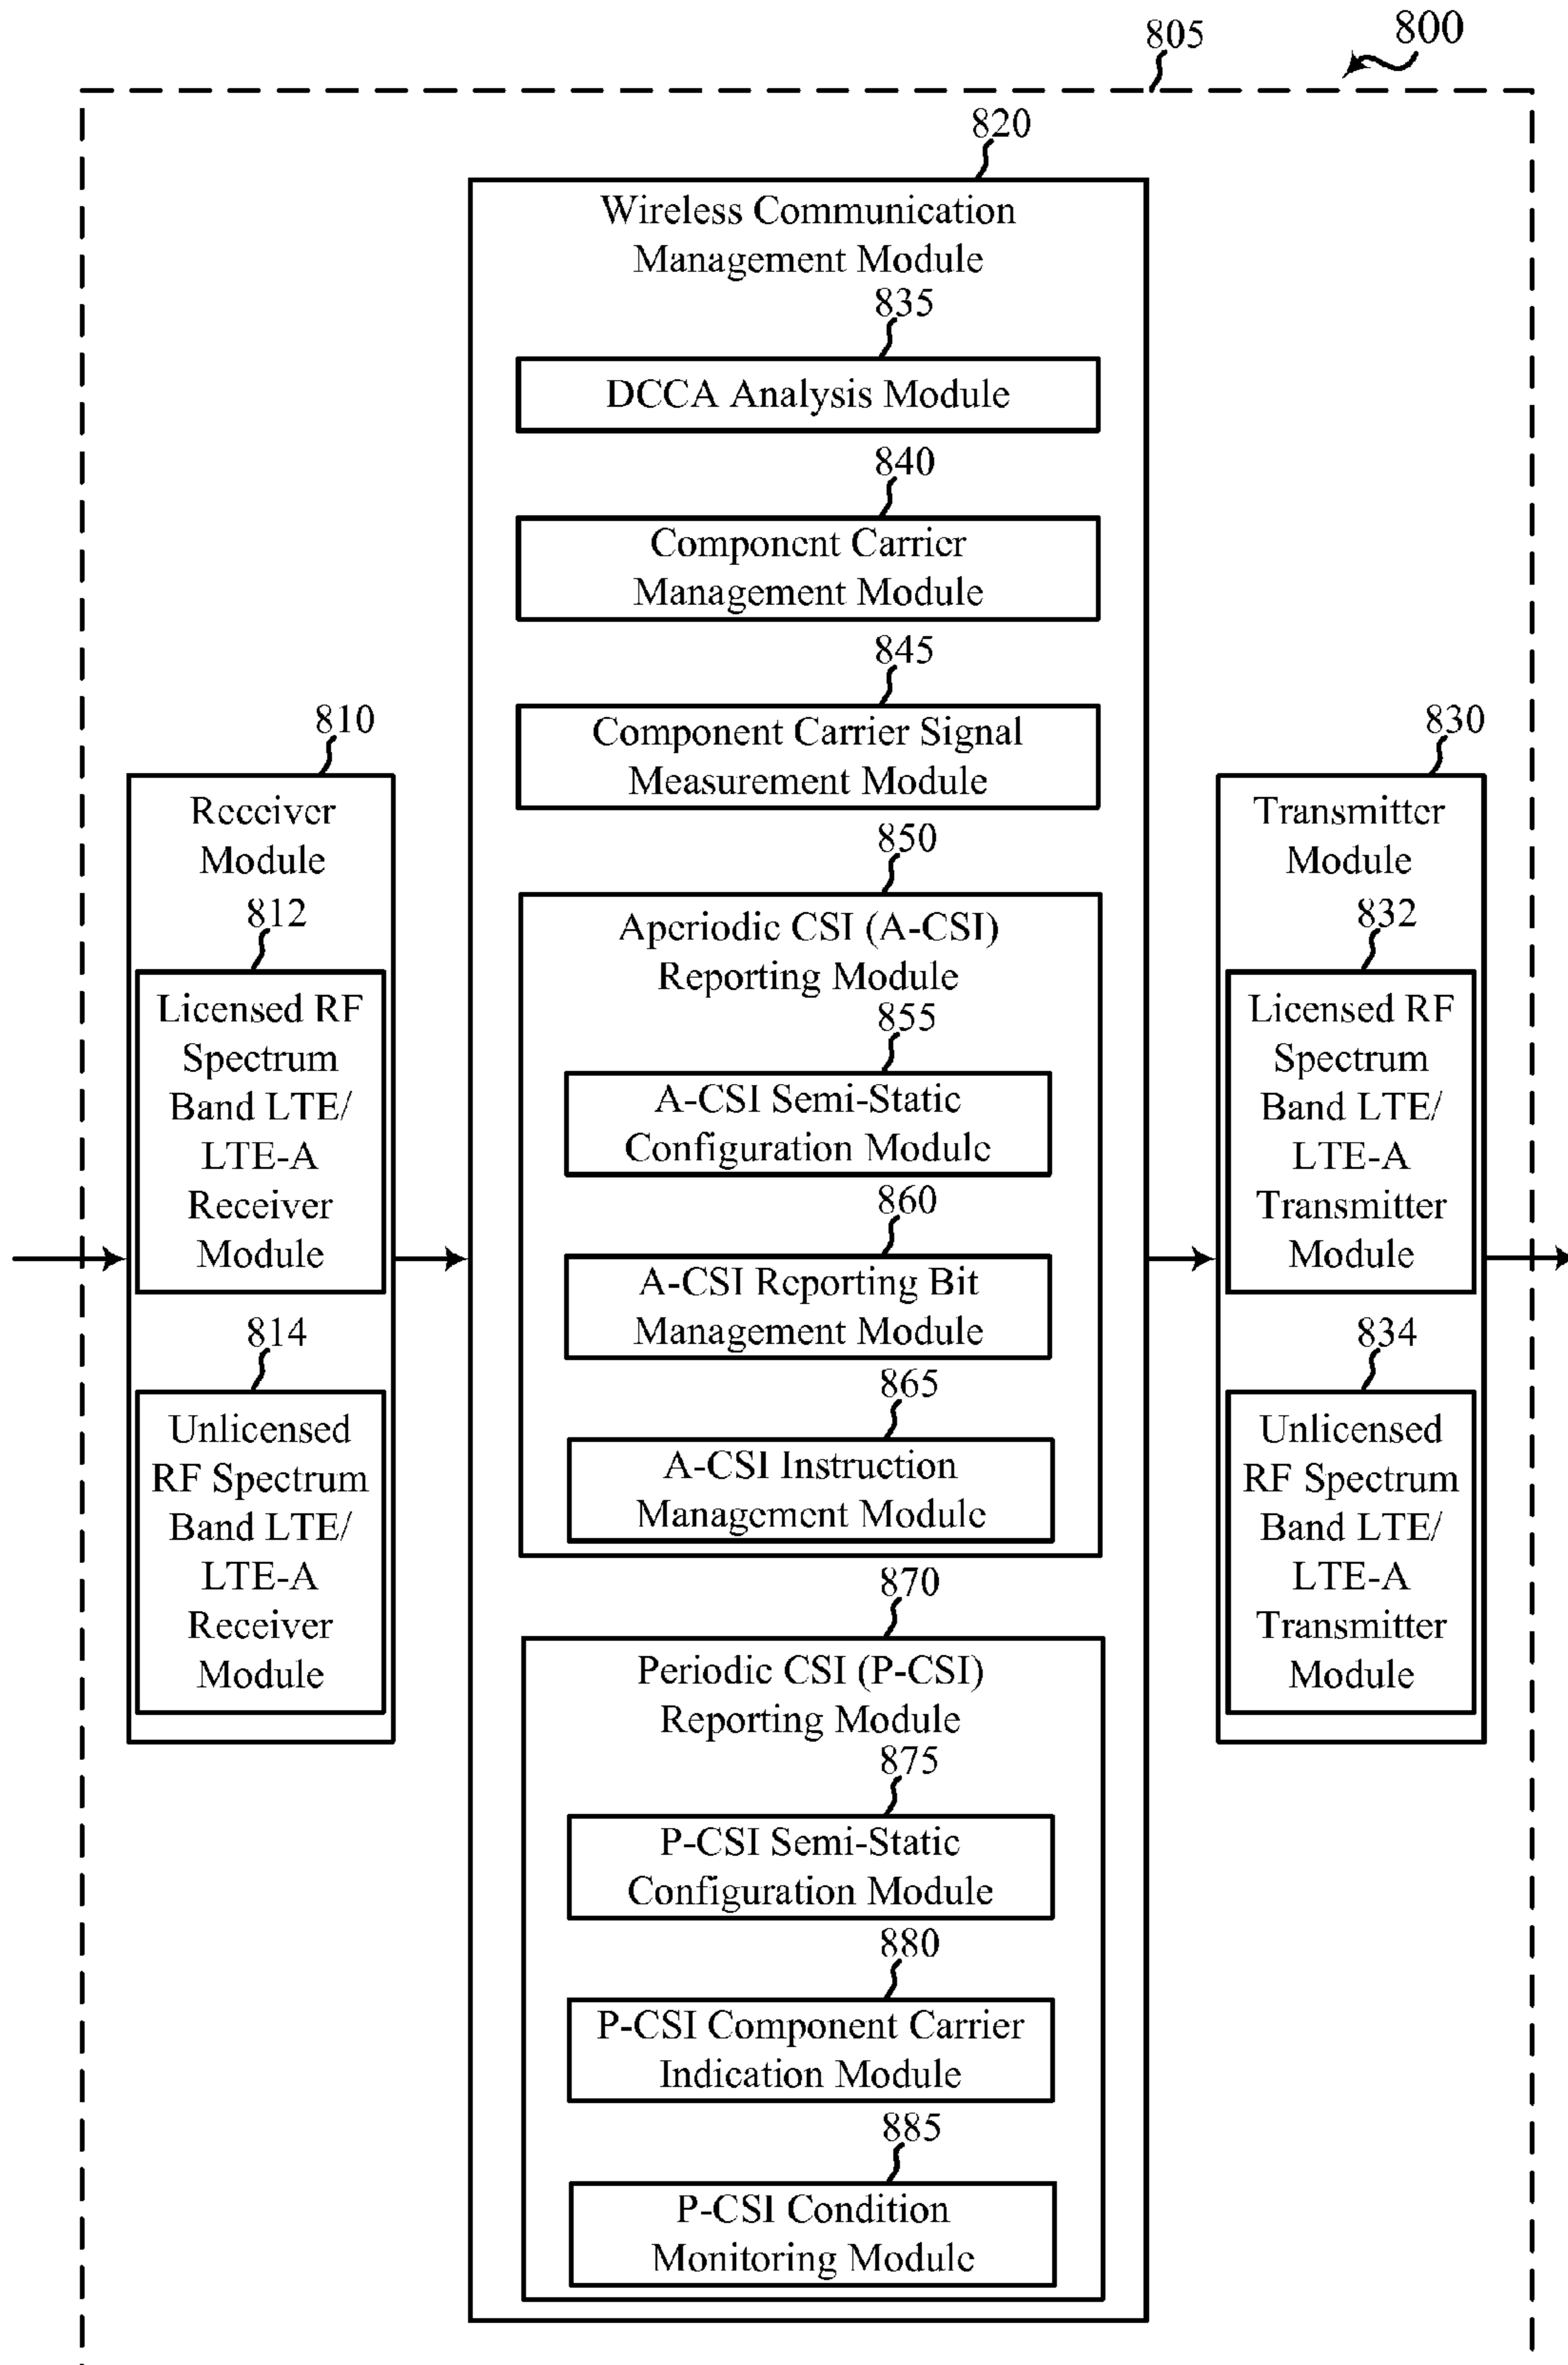 800
805
820
Wireless Communication
Management Module
835
DCCA Analysis Module
840
Component Carrier
Management Module
845
Component Carrier Signal
Measurement Module
850
Aperiodic CSI (A-CSI)
Reporting Module
855
A-CSI Semi-Static
Configuration Module
860
A-CSI Reporting Bit
Management Module
865
A-CSI Instruction
Management Module
870
Periodic CSI (P-CSI)
Reporting Module
875
P-CSI Semi-Static
Configuration Module
880
P-CSI Component Carrier
Indication Module
885
P-CSI Condition
Monitoring Module
810
Receiver
Module
812
Licensed RF
Spectrum
Band LTE/
LTE-A
Receiver
Module
814
Unlicensed
RF Spectrum
Band LTE/
LTE-A
Receiver
Module
830
Transmitter
Module
832
Licensed RF
Spectrum
Band LTE/
LTE-A
Transmitter
Module
834
Unlicensed
RF Spectrum
Band LTE/
LTE-A
Transmitter
Module